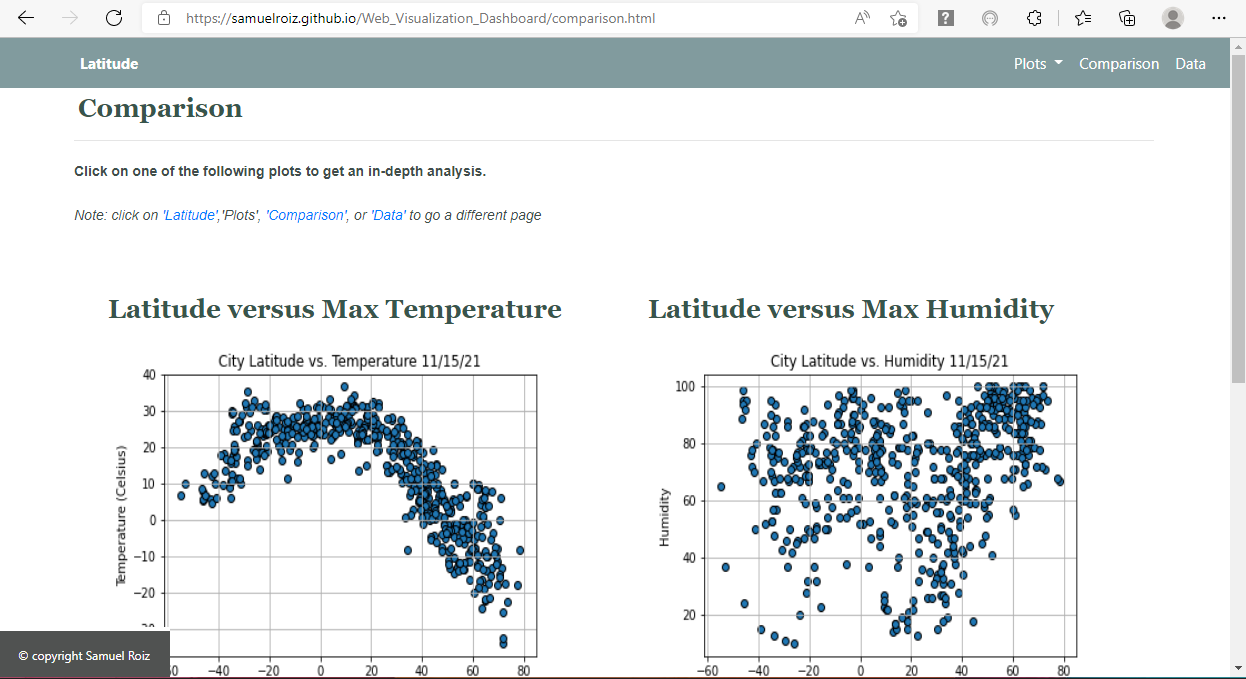 https://samuelroiz.github.io/Web_Visualization_Dashboard/comparison.html
Latitude
Plots
Comparison
Data
Comparison
Click on one of the following plots to get an in-depth analysis.
Note: click on 'Latitude','Plots', 'Comparison', or 'Data' to go a different page
Latitude versus Max Temperature
Latitude versus Max Humidity
City Latitude vs. Temperature 11/15/21
40
30
20
10
0
−10
−20
Temperature (Celsius)
−40
−20
0
20
40
60
80
City Latitude vs. Humidity 11/15/21
100
80
60
40
20
Humidity
−60
−40
−20
0
20
40
60
80
© copyright Samuel Roiz